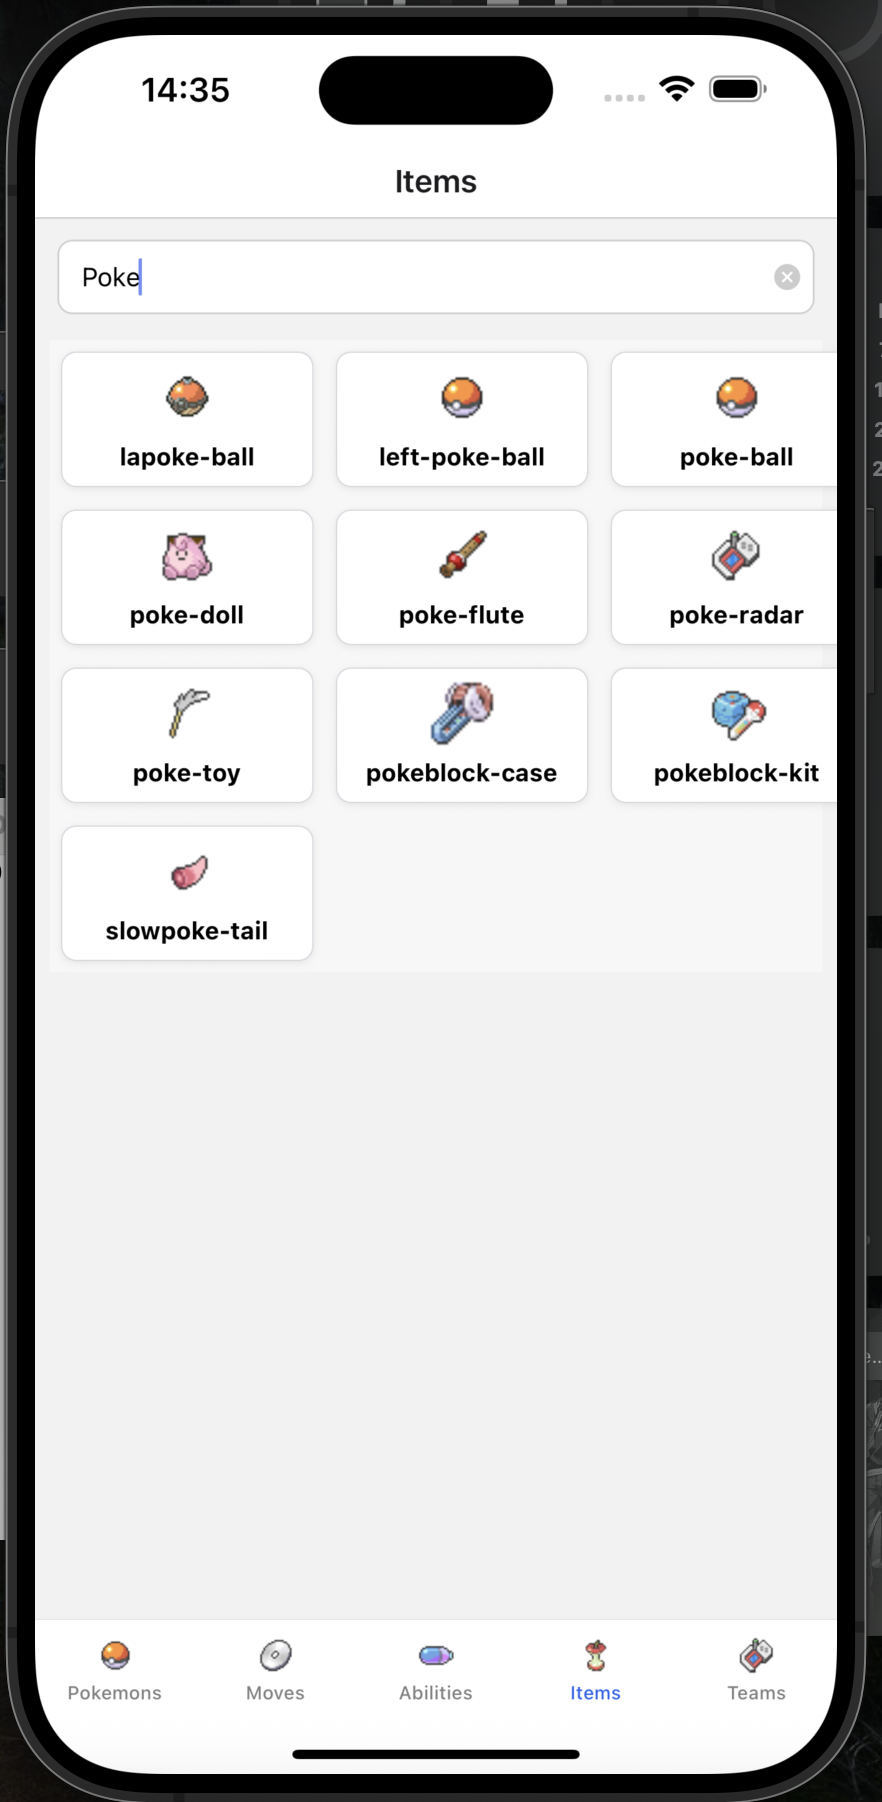 14:35
Items
Poke
lapoke-ball
left-poke-ball
poke-ball
poke-doll
poke-flute
poke-radar
poke-toy
pokeblock-case
pokeblock-kit
slowpoke-tail
Pokemons
Moves
Abilities
Items
Teams